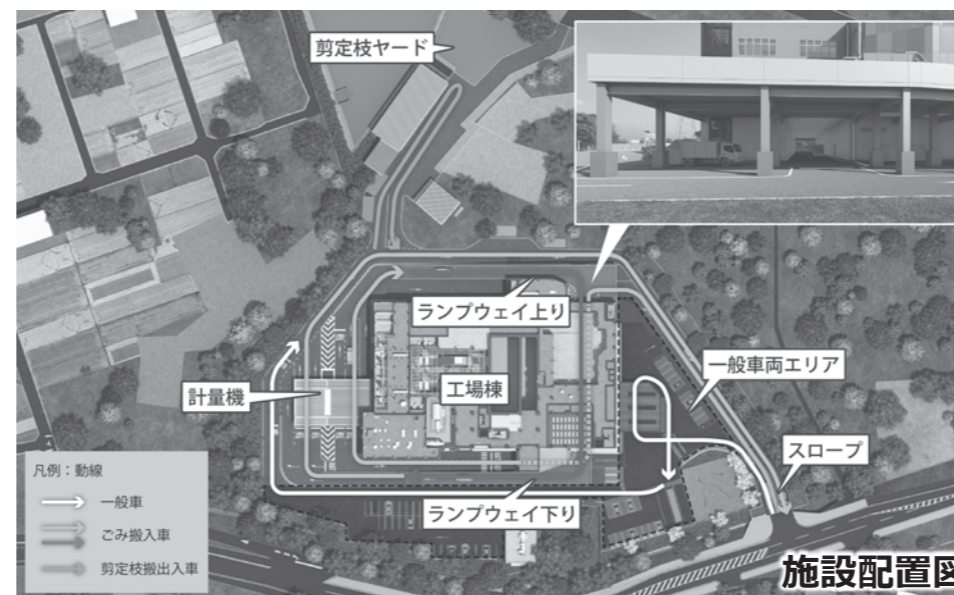 剪定枝ヤード
ランプウェイ上り
一般車両エリア
計量機
工場棟
スロープ
ランプウェイ下り
凡例：動線
一般車
ごみ搬入車
剪定枝搬出入車
施設配置図